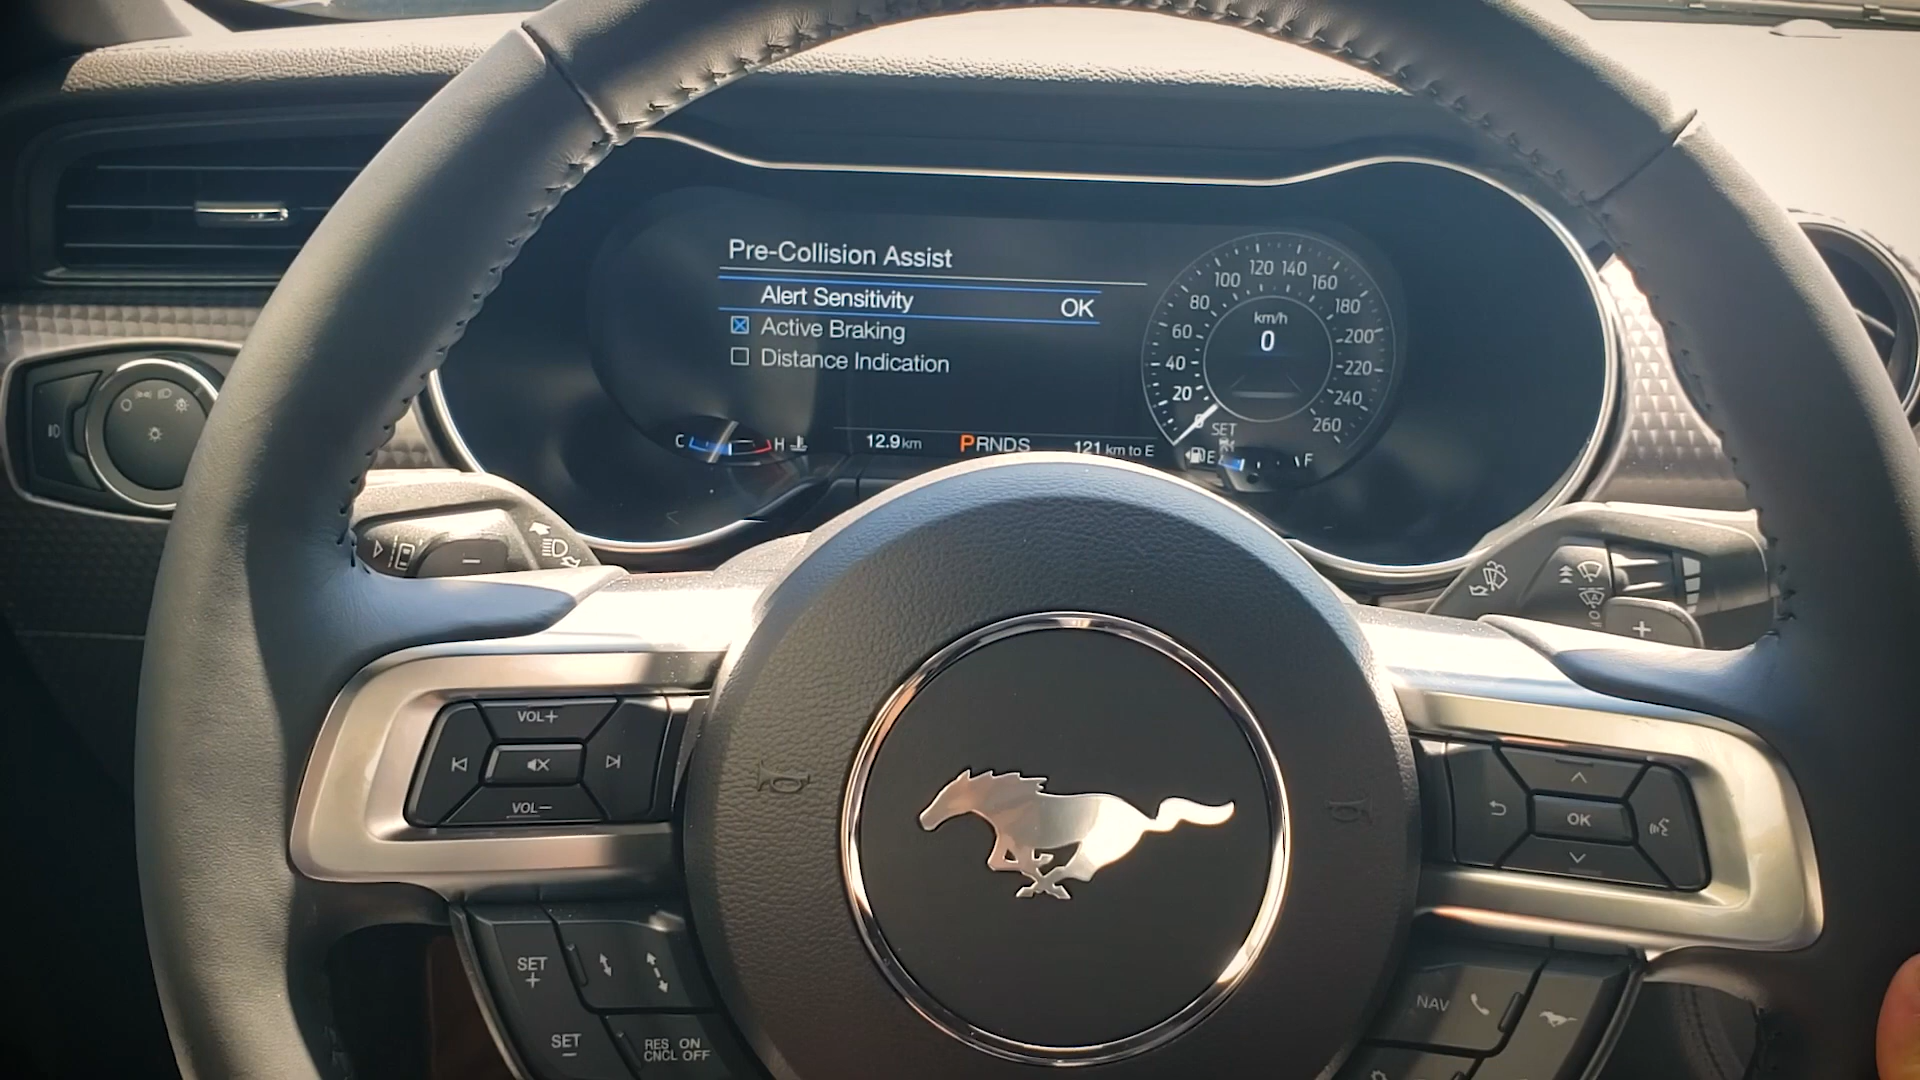 Pre-Collision Assist
Alert Sensitivity OK
Active Braking
Distance Indication
20 40 60 80 100 120 140 160 180 200 220 240 260
km/h
0
SET
C H
12.9 km PRNDS 121 km to E
E F
VOL+
VOL−
OK
SET
+
SET
−
RES ON
CNCL OFF
NAV